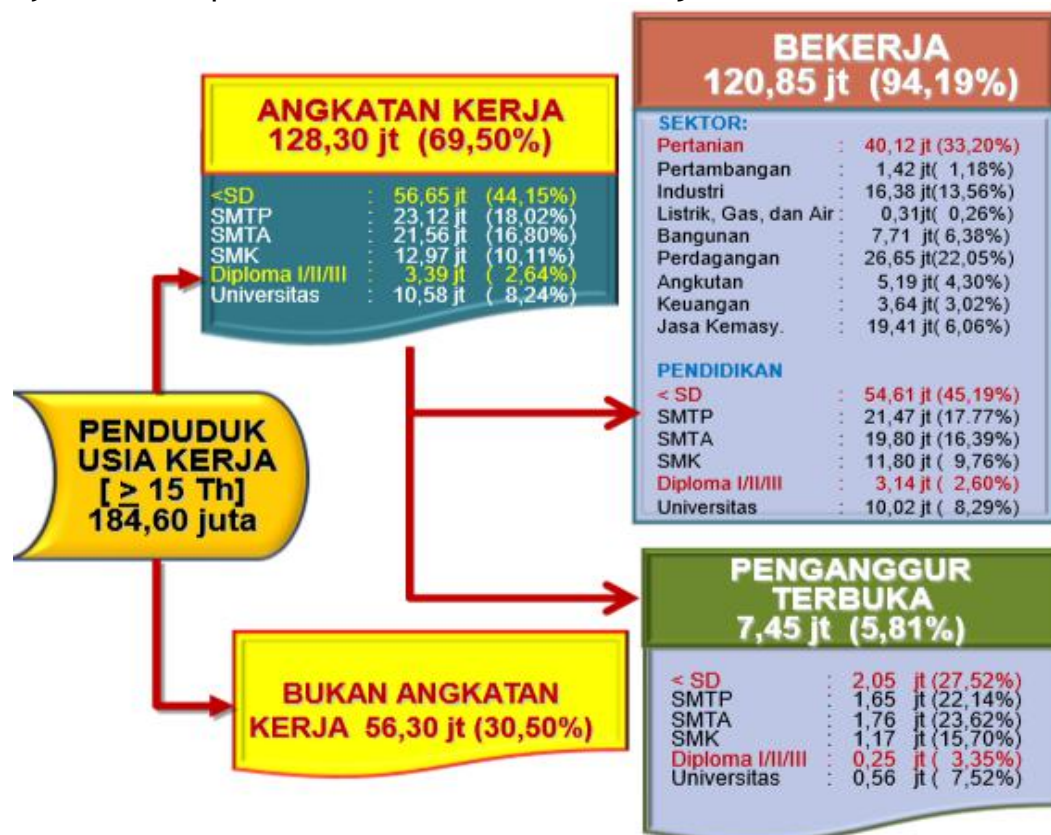 PENDUDUK
USIA KERJA
[ ≥ 15 Th]
184,60 juta
ANGKATAN KERJA
128,30 jt (69,50%)
<SD : 56,65 jt (44,15%)
SMTP : 23,12 jt (18,02%)
SMTA : 21,56 jt (16,80%)
SMK : 12,97 jt (10,11%)
Diploma I/II/III : 3,39 jt ( 2,64%)
Universitas : 10,58 jt ( 8,24%)
BUKAN ANGKATAN
KERJA 56,30 jt (30,50%)
BEKERJA
120,85 jt (94,19%)
SEKTOR:
Pertanian : 40,12 jt (33,20%)
Pertambangan : 1,42 jt( 1,18%)
Industri : 16,38 jt(13,56%)
Listrik, Gas, dan Air : 0,31jt( 0,26%)
Bangunan : 7,71 jt( 6,38%)
Perdagangan : 26,65 jt(22,05%)
Angkutan : 5,19 jt( 4,30%)
Keuangan : 3,64 jt( 3,02%)
Jasa Kemasy. : 19,41 jt( 6,06%)
PENDIDIKAN
< SD : 54,61 jt (45,19%)
SMTP : 21,47 jt (17.77%)
SMTA : 19,80 jt (16,39%)
SMK : 11,80 jt ( 9,76%)
Diploma I/II/III : 3,14 jt ( 2,60%)
Universitas : 10,02 jt ( 8,29%)
PENGANGGUR
TERBUKA
7,45 jt (5,81%)
< SD : 2,05 jt (27,52%)
SMTP : 1,65 jt (22,14%)
SMTA : 1,76 jt (23,62%)
SMK : 1,17 jt (15,70%)
Diploma I/II/III : 0,25 jt ( 3,35%)
Universitas : 0,56 jt ( 7,52%)